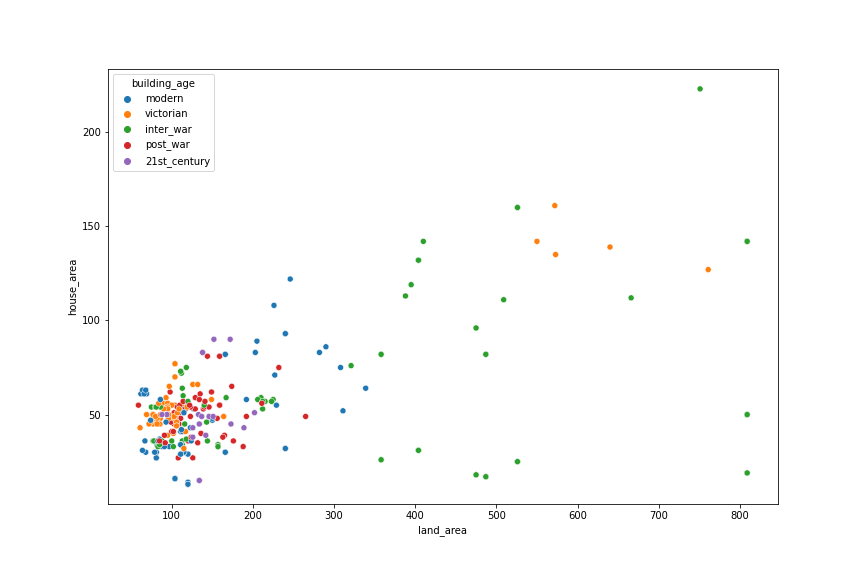 building_age
modern
victorian
inter_war
post_war
21st_century
house_area
200
150
100
50
100
200
300
400
500
600
700
800
land_area